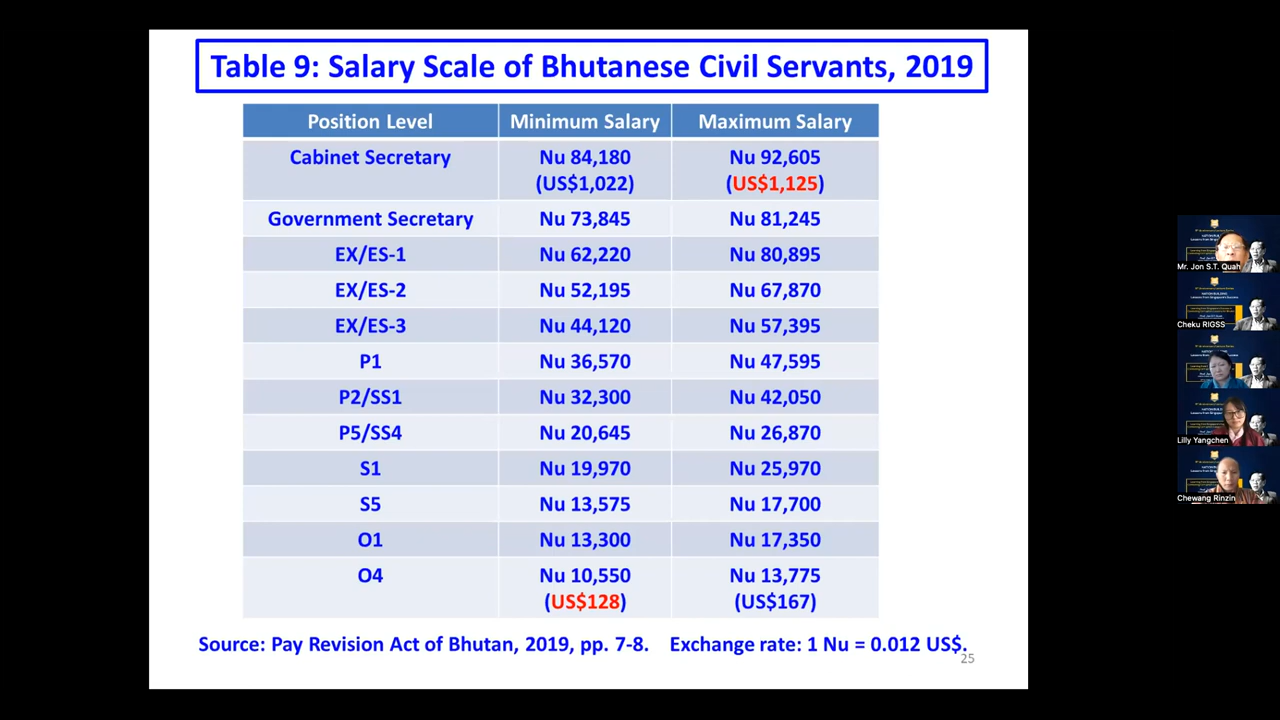 Table 9: Salary Scale of Bhutanese Civil Servants, 2019
Position Level Minimum Salary Maximum Salary
Cabinet Secretary Nu 84,180 Nu 92,605
(US$1,022) (US$1,125)
Government Secretary Nu 73,845 Nu 81,245
EX/ES-1 Nu 62,220 Nu 80,895
EX/ES-2 Nu 52,195 Nu 67,870
EX/ES-3 Nu 44,120 Nu 57,395
P1 Nu 36,570 Nu 47,595
P2/SS1 Nu 32,300 Nu 42,050
P5/SS4 Nu 20,645 Nu 26,870
S1 Nu 19,970 Nu 25,970
S5 Nu 13,575 Nu 17,700
O1 Nu 13,300 Nu 17,350
O4 Nu 10,550 Nu 13,775
(US$128) (US$167)
Source: Pay Revision Act of Bhutan, 2019, pp. 7-8. Exchange rate: 1 Nu = 0.012 US$.
25
Mr. Jon S.T. Quah
Cheku RIGSS
Lilly Yangchen
Chewang Rinzin